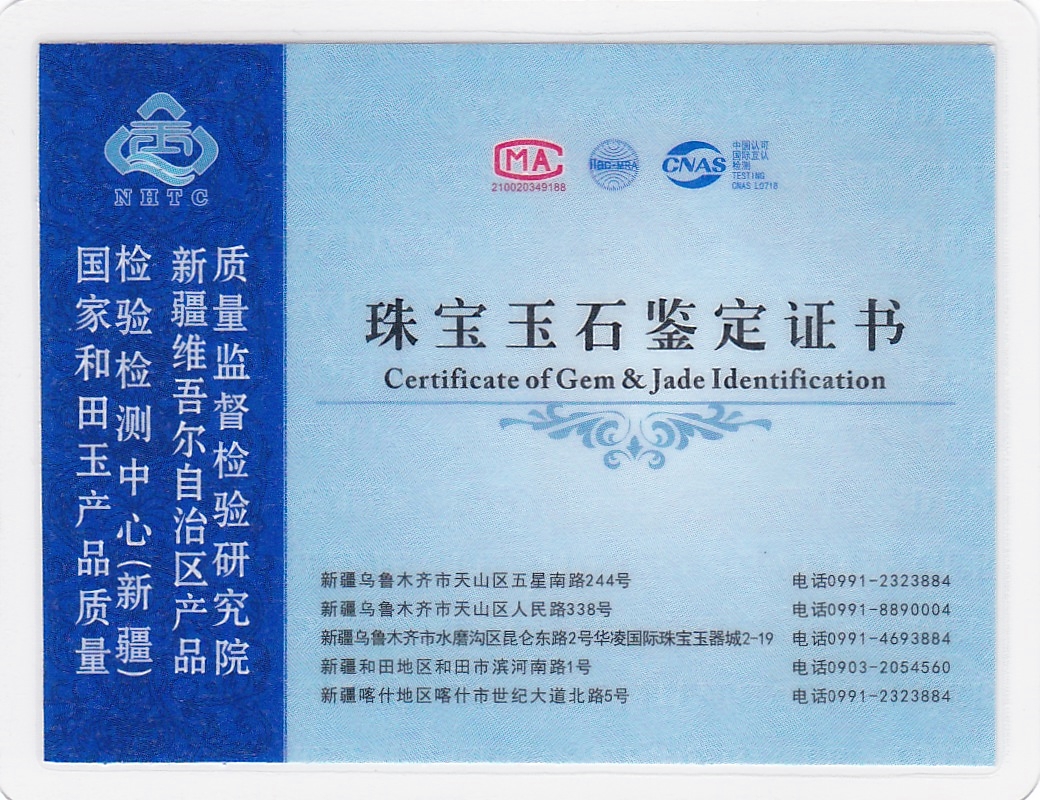 NHTC
国家和田玉产品质量
检验检测中心(新疆)
新疆维吾尔自治区产品
质量监督检验研究院
MA
210020349188
ilac-MRA
CNAS
中国认可
国际互认
检测
TESTING
CNAS L0718
珠宝玉石鉴定证书
Certificate of Gem & Jade Identification
新疆乌鲁木齐市天山区五星南路244号 电话0991-2323884
新疆乌鲁木齐市天山区人民路338号 电话0991-8890004
新疆乌鲁木齐市水磨沟区昆仑东路2号华凌国际珠宝玉器城2-19 电话0991-4693884
新疆和田地区和田市滨河南路1号 电话0903-2054560
新疆喀什地区喀什市世纪大道北路5号 电话0991-2323884